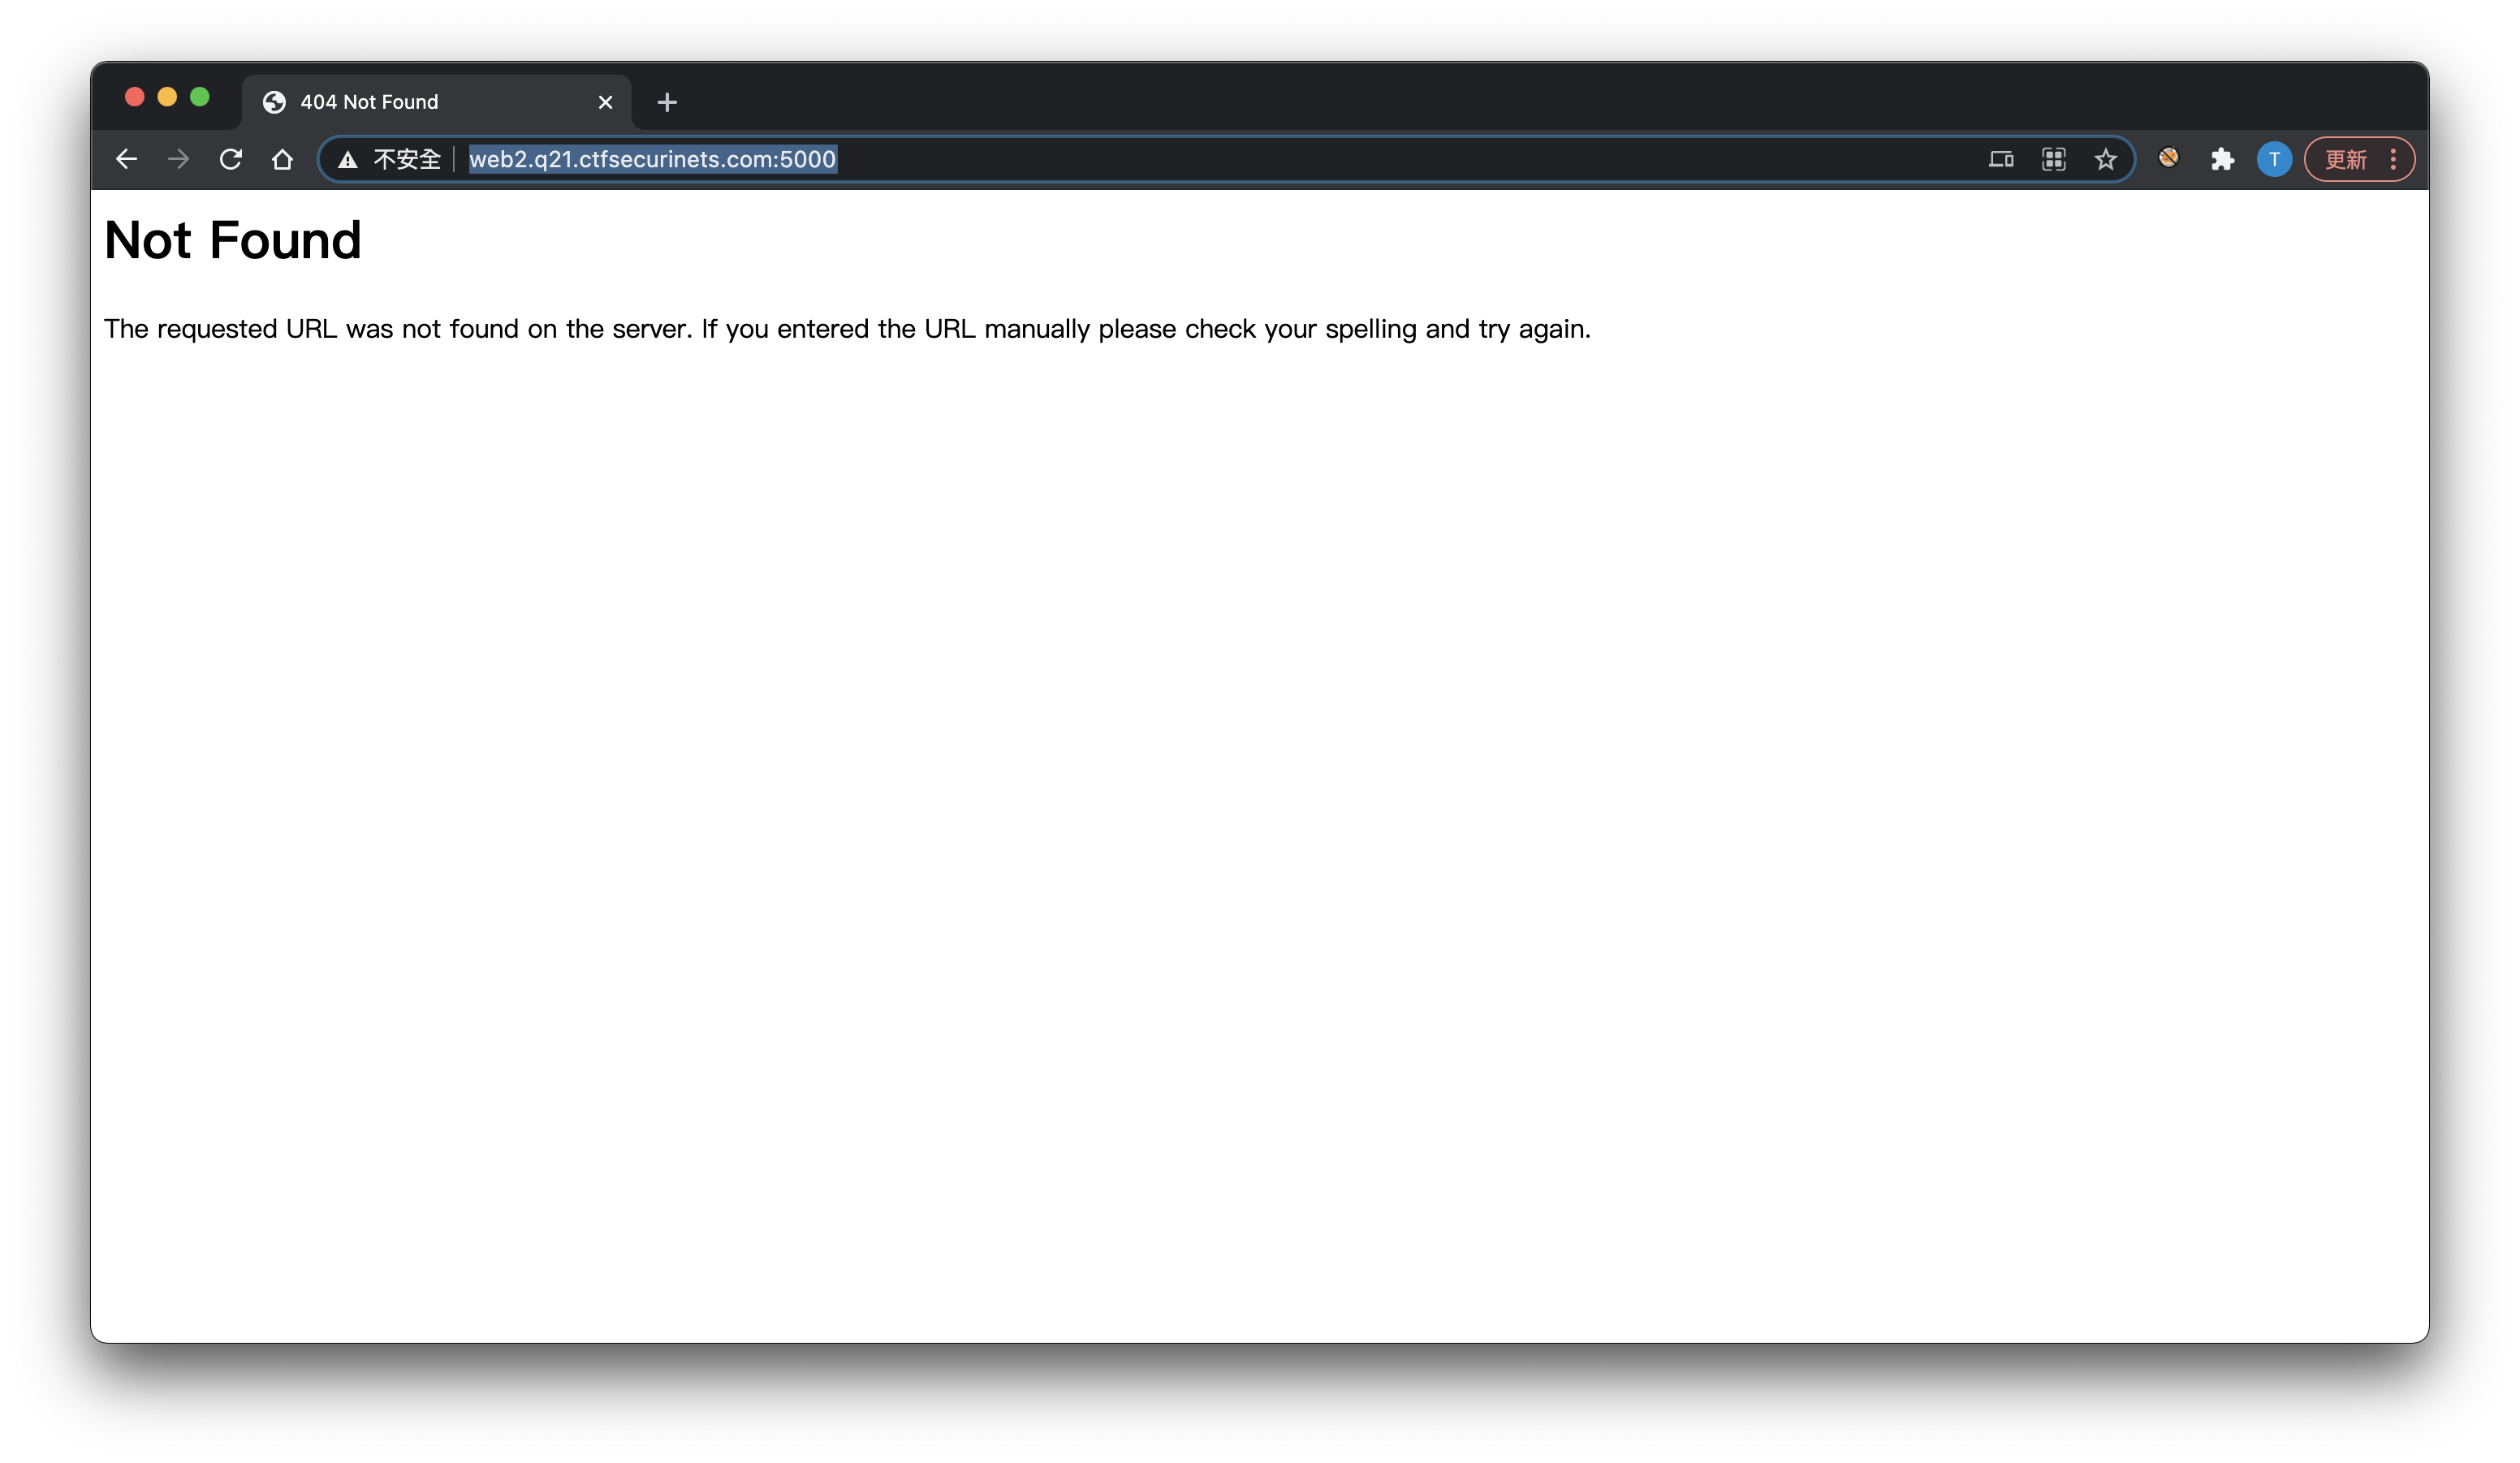 404 Not Found
不安全 web2.q21.ctfsecurinets.com:5000 T 更新
Not Found
The requested URL was not found on the server. If you entered the URL manually please check your spelling and try again.